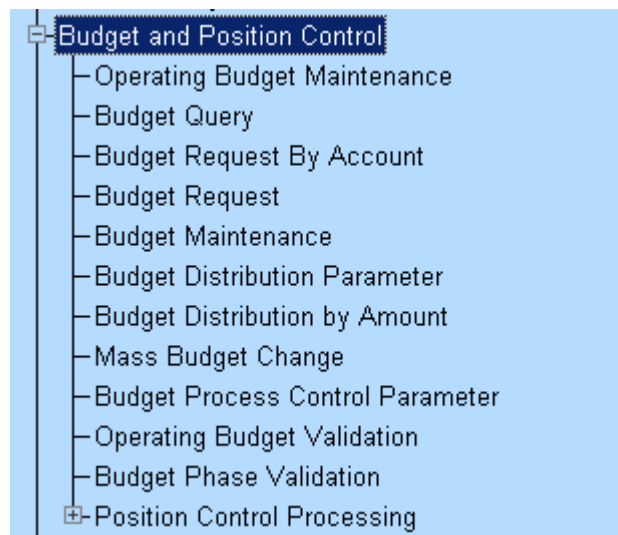 Budget and Position Control
Operating Budget Maintenance
Budget Query
Budget Request By Account
Budget Request
Budget Maintenance
Budget Distribution Parameter
Budget Distribution by Amount
Mass Budget Change
Budget Process Control Parameter
Operating Budget Validation
Budget Phase Validation
Position Control Processing